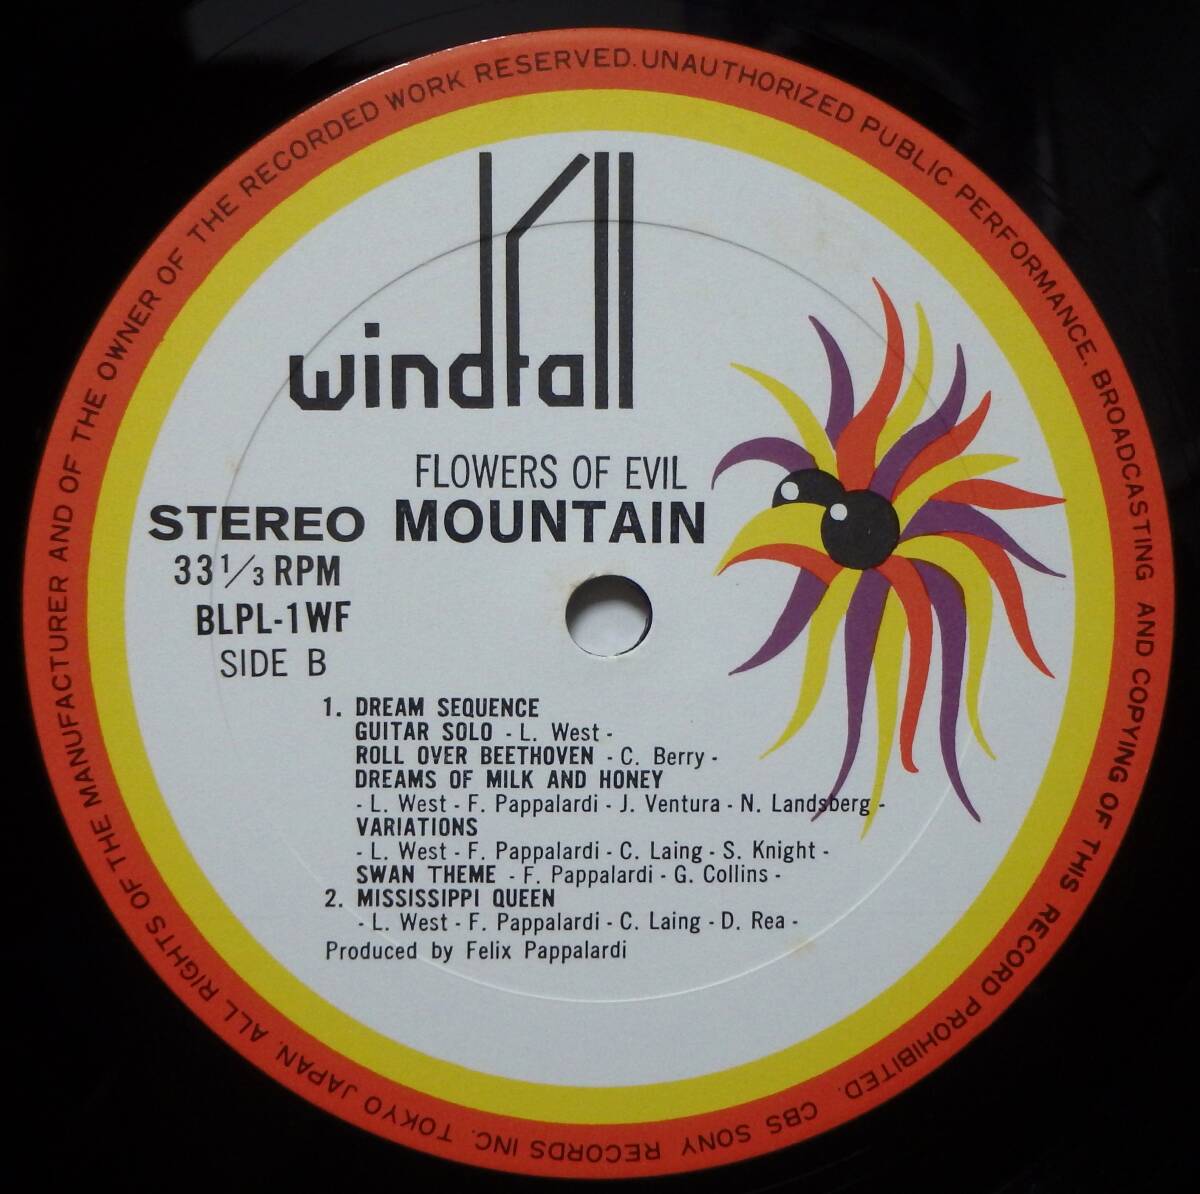 windfall
FLOWERS OF EVIL
MOUNTAIN
STEREO
33 1/3 RPM
BLPL-1WF
SIDE B
1. DREAM SEQUENCE
GUITAR SOLO - L. West -
ROLL OVER BEETHOVEN - C. Berry -
DREAMS OF MILK AND HONEY
- L. West - F. Pappalardi - J. Ventura - N. Landsberg -
VARIATIONS
- L. West - F. Pappalardi - C. Laing - S. Knight -
SWAN THEME - F. Pappalardi - G. Collins -
2. MISSISSIPPI QUEEN
- L. West - F. Pappalardi - C. Laing - D. Rea -
Produced by Felix Pappalardi
ALL RIGHTS OF THE MANUFACTURER AND OF THE OWNER OF THE RECORDED WORK RESERVED. UNAUTHORIZED PUBLIC PERFORMANCE. BROADCASTING AND COPYING OF THIS RECORD PROHIBITED. CBS SONY RECORDS INC. TOKYO JAPAN.